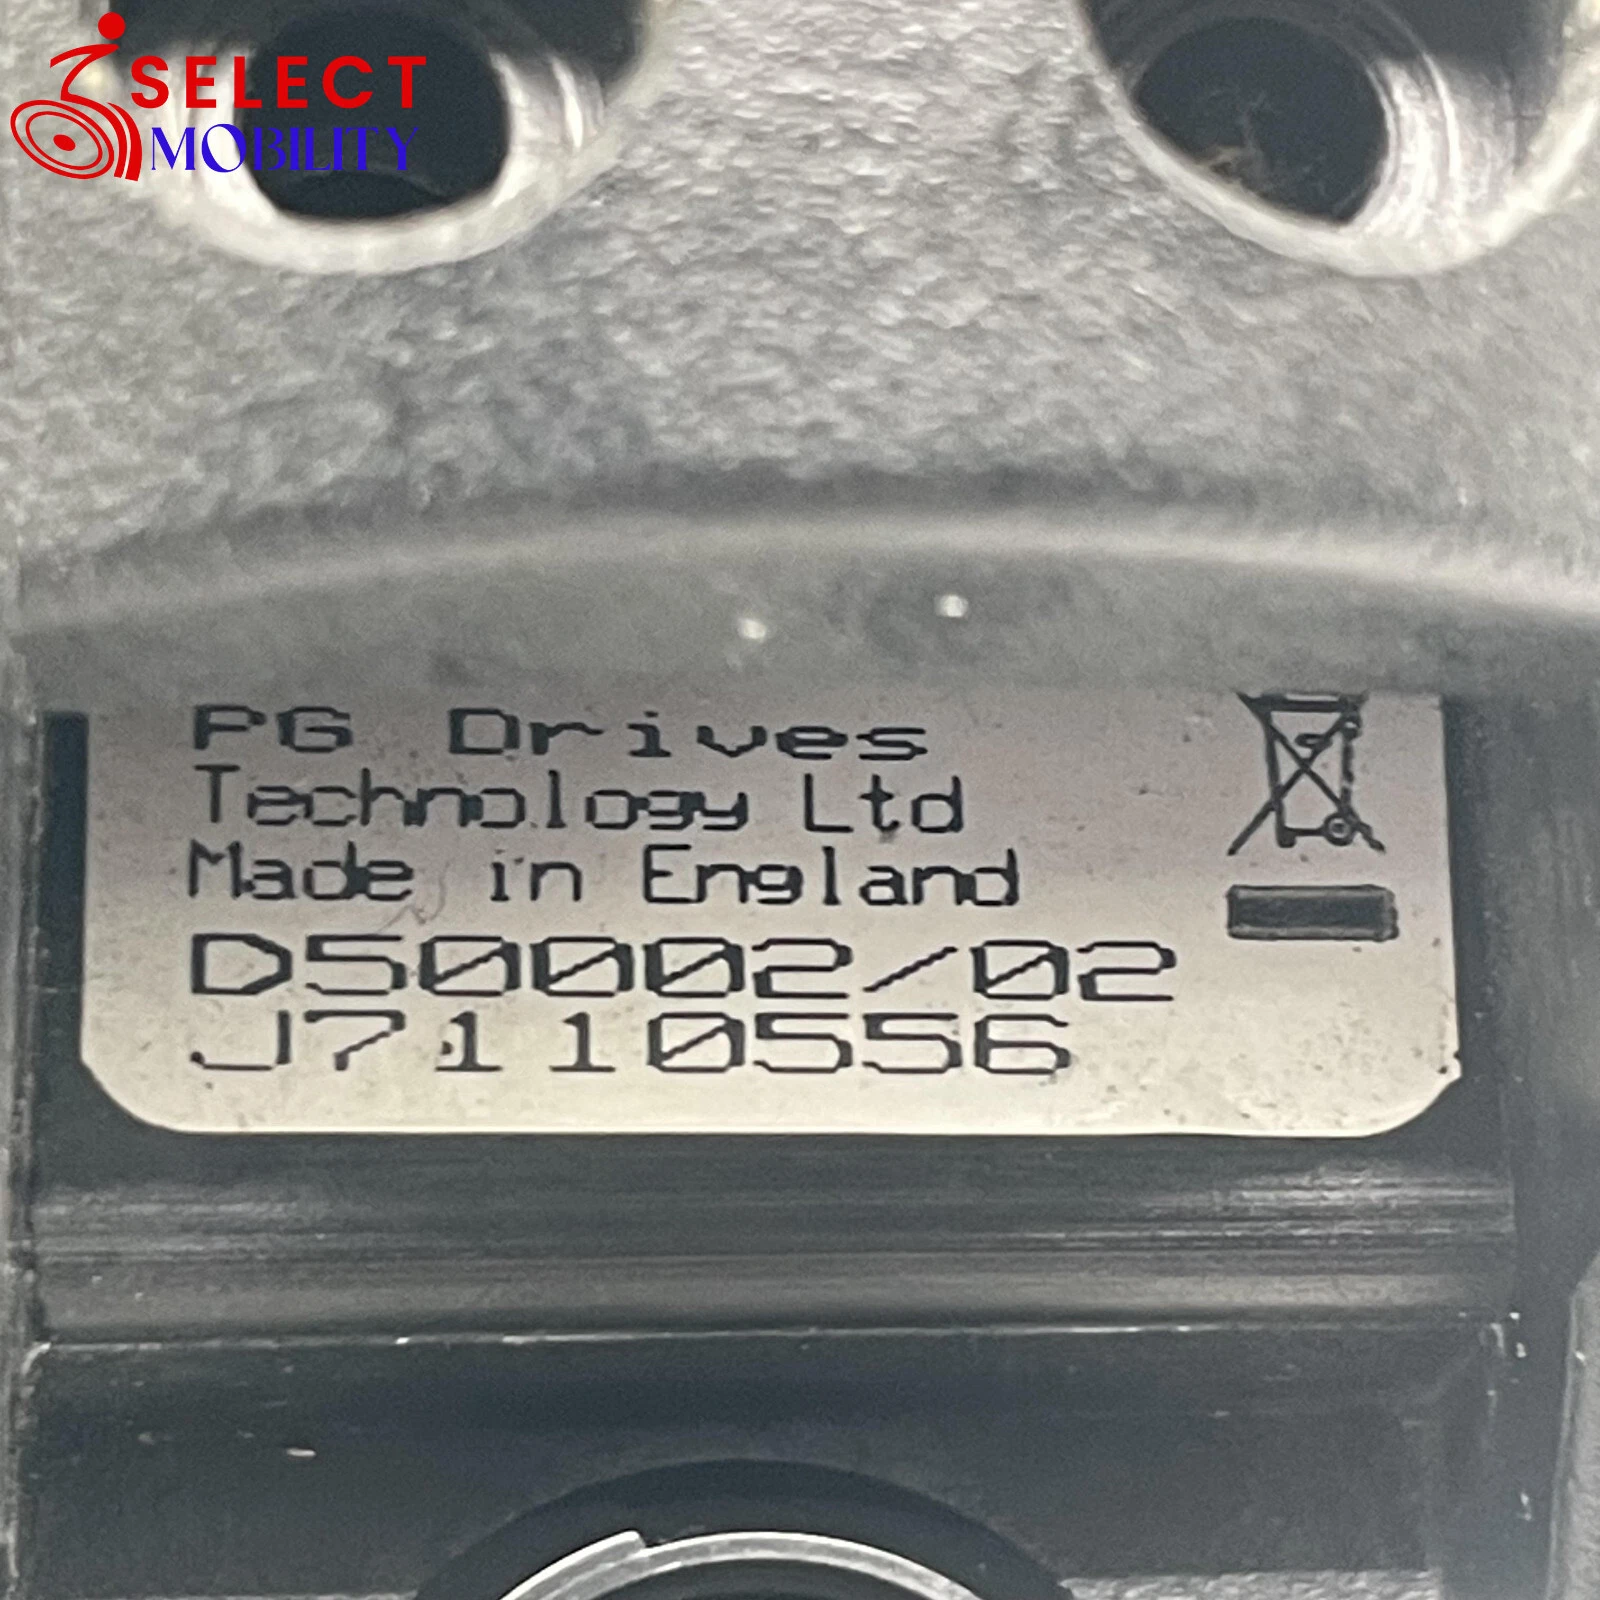 SELECT
MOBILITY
PG Drives
Technology Ltd
Made in England
D50002/02
J7110556